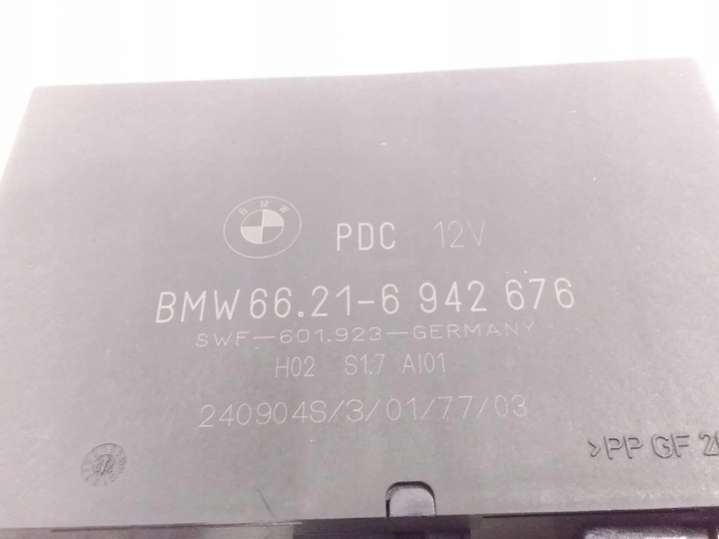 BMW
PDC 12V
BMW 66.21-6 942 676
SWF-601.923-GERMANY
H02 S1.7 AI01
240904S/3/01/77/03
>PP GF